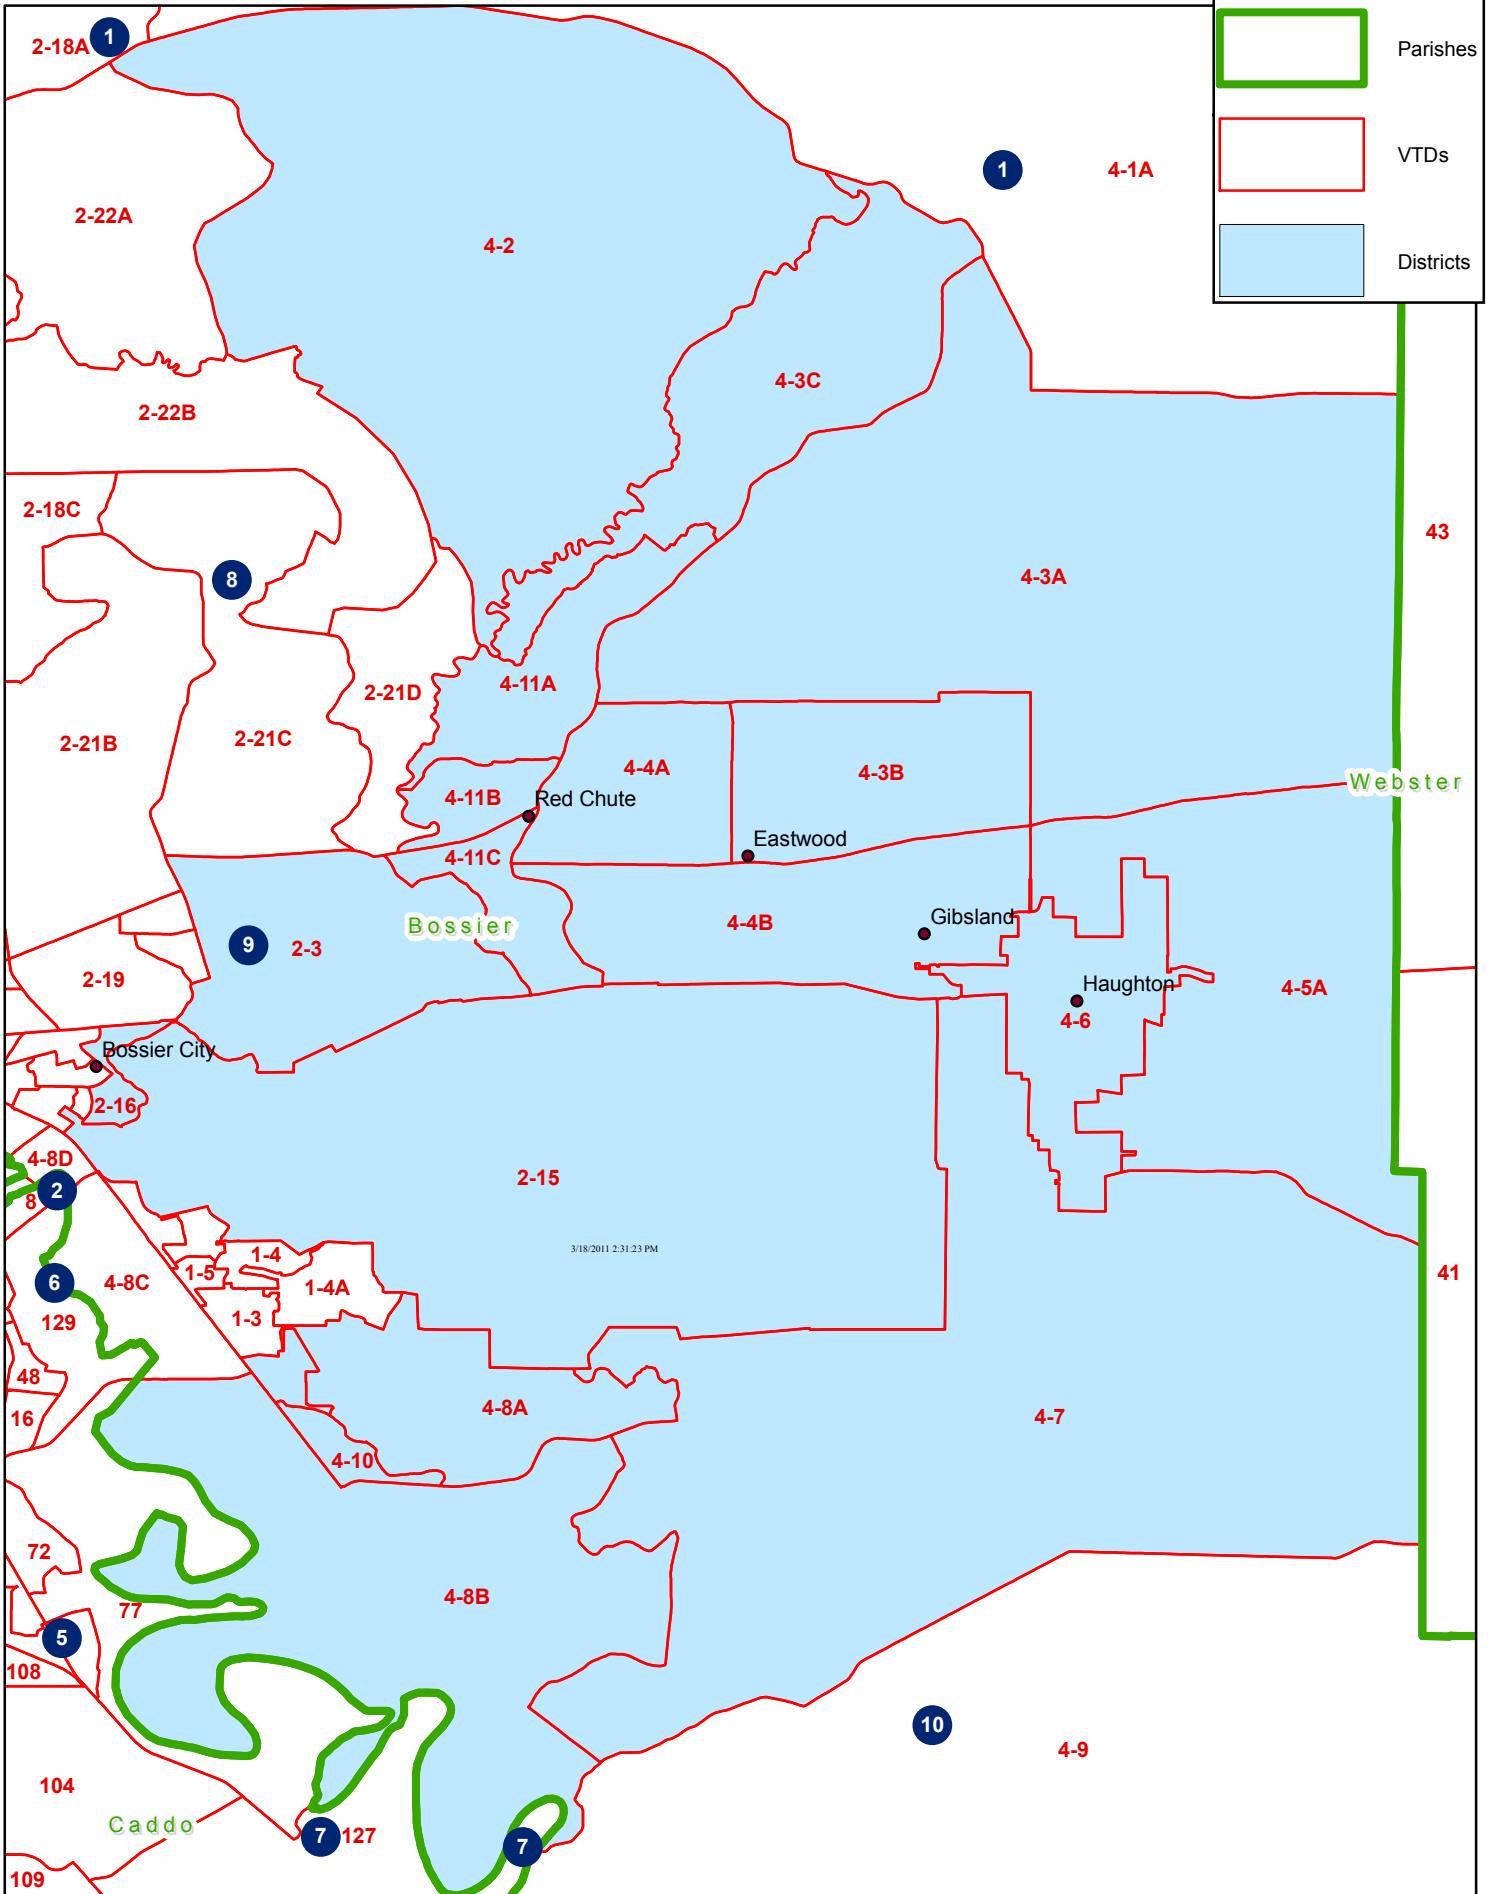 Parishes
VTDs
Districts
2-18A
1
1
4-1A
2-22A
4-2
4-3C
2-22B
2-18C
43
8
4-3A
4-11A
2-21D
2-21B
2-21C
4-4A
4-3B
Webster
4-11B
Red Chute
Eastwood
4-11C
Gibsland
Bossier
4-4B
9
2-3
2-19
Haughton
4-5A
4-6
Bossier City
2-16
4-8D
2-15
2
8
3/18/2011 2:31:23 PM
1-4
1-5
41
6
4-8C
1-4A
129
1-3
48
4-8A
4-7
16
4-10
72
4-8B
77
5
108
10
4-9
104
Caddo
7
127
7
109